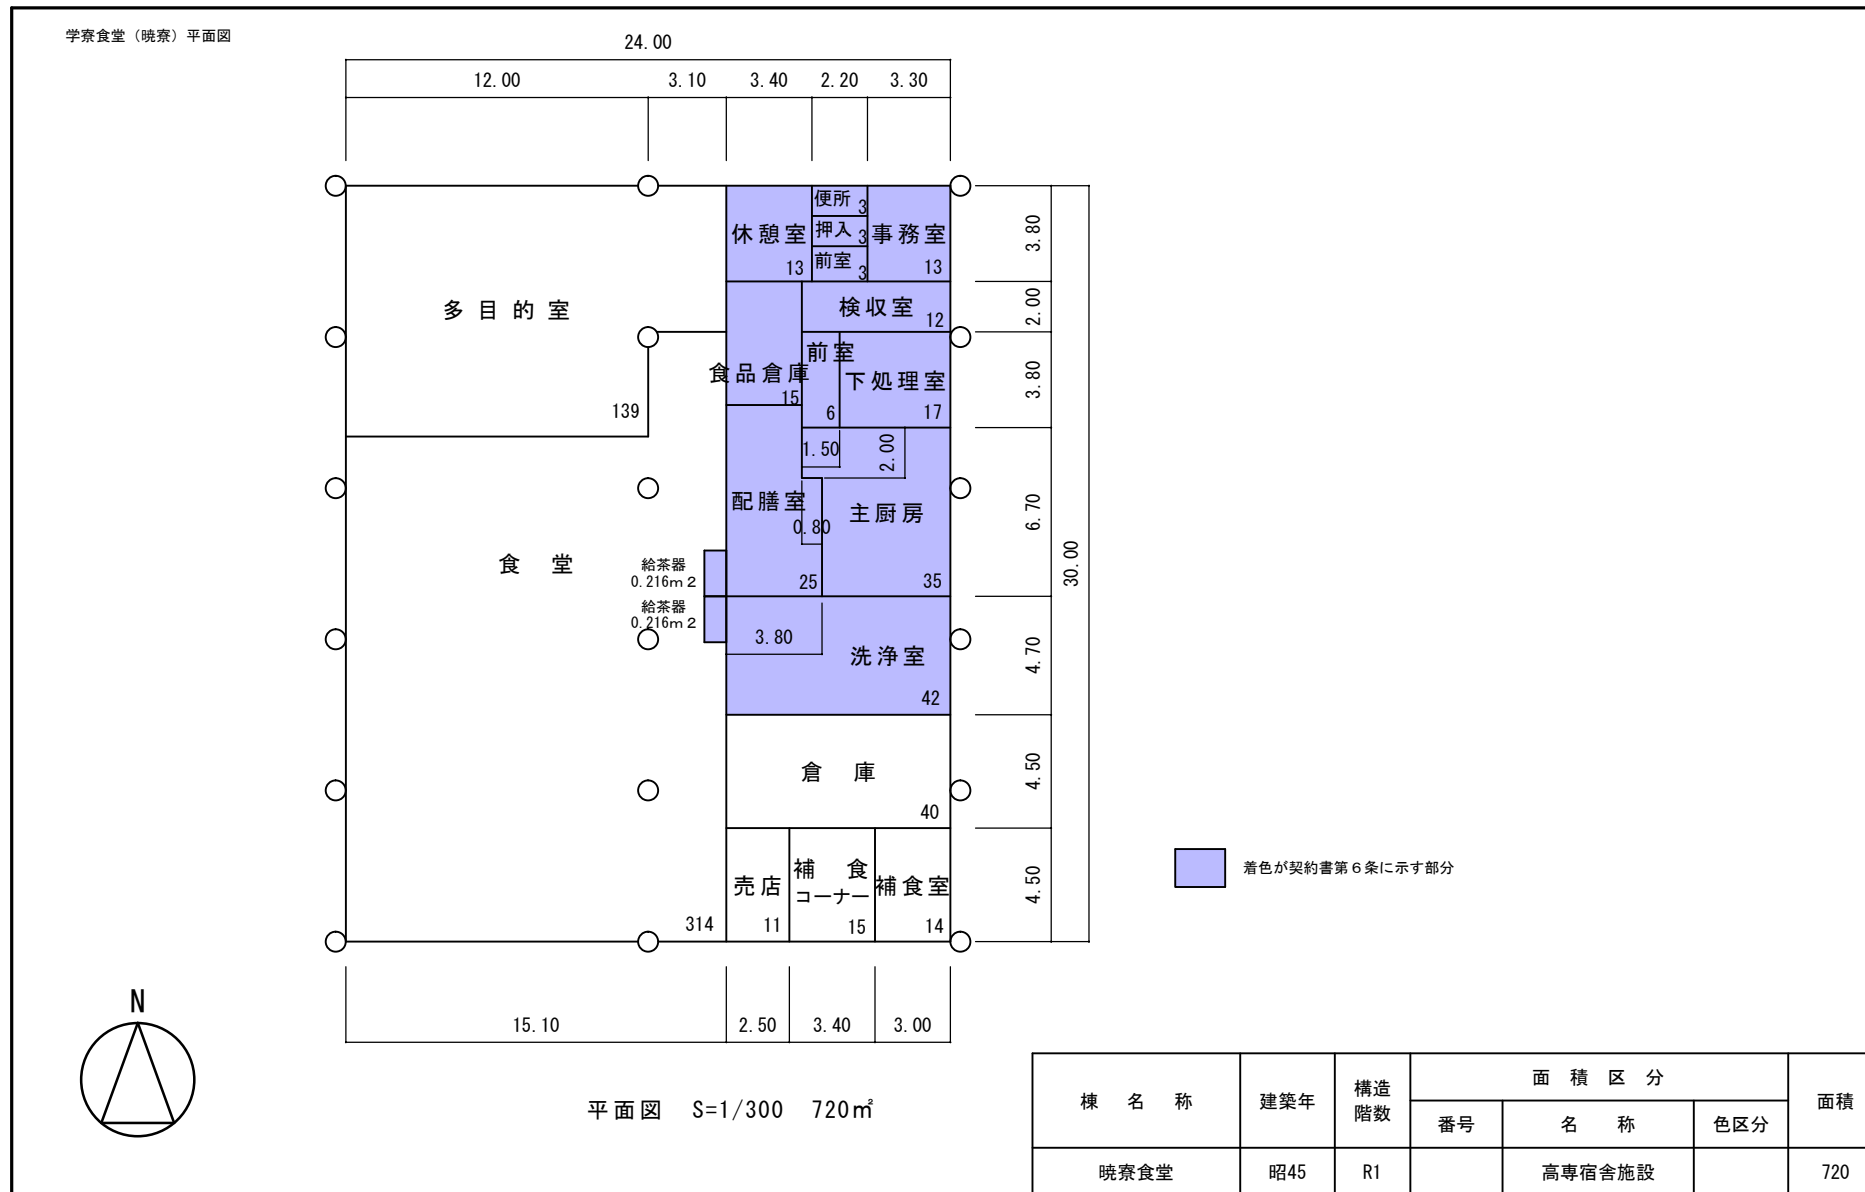 学寮食堂（暁寮）平面図
24.00
12.00 3.10 3.40 2.20 3.30
休憩室
13
便所 3
押入 3
前室 3
事務室
13
3.80
多目的室
139
検収室
12
2.00
食品倉庫
15
前室
6
下処理室
17
3.80
1.50
2.00
配膳室
25
0.80
主厨房
35
6.70
30.00
食 堂
314
給茶器
0.216m2
給茶器
0.216m2
3.80
洗浄室
42
4.70
倉 庫
40
4.50
売店
11
補 食
コーナー
15
補食室
14
4.50
着色が契約書第6条に示す部分
15.10 2.50 3.40 3.00
N
平面図 S=1/300 720㎡
棟 名 称 建築年 構造階数 面 積 区 分 面積
番号 名 称 色区分
暁寮食堂 昭45 R1 高専宿舎施設 720